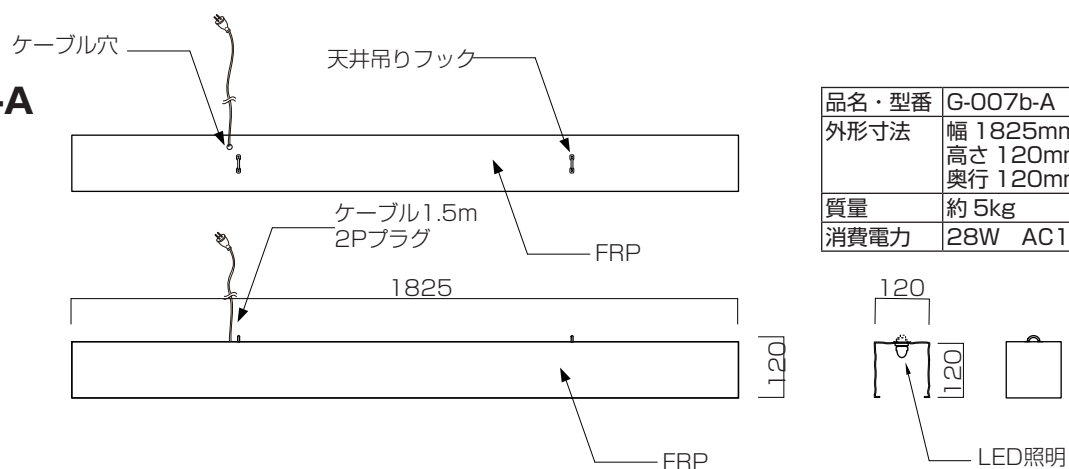 ケーブル穴
天井吊りフック
-A
品名・型番 G-007b-A
外形寸法 幅 1825mm
高さ 120mm
奥行 120mm
質量 約 5kg
消費電力 28W AC1
ケーブル1.5m
2Pプラグ
FRP
1825
120
120
120
FRP
LED照明